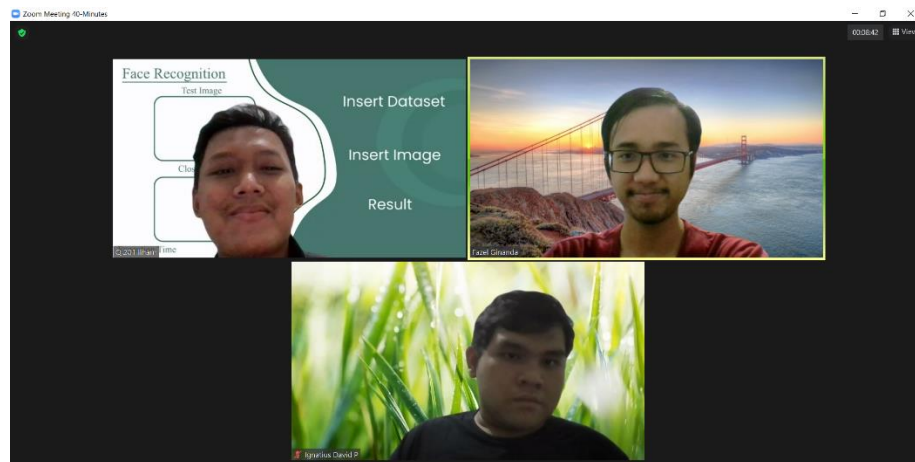 Zoom Meeting 40-Minutes
00:08:42 View
Face Recognition
Test Image
Insert Dataset
Insert Image
Result
Time
Fazel Ginanda
Ignatius David P